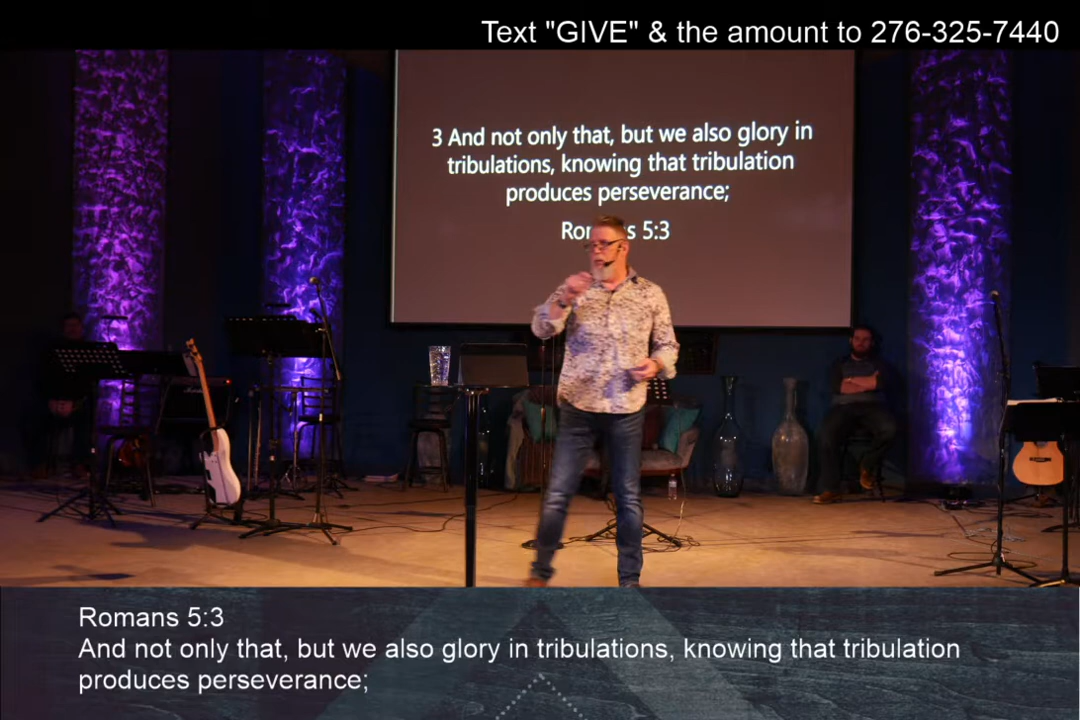 Text "GIVE" & the amount to 276-325-7440
3 And not only that, but we also glory in
tribulations, knowing that tribulation
produces perseverance;
Romans 5:3
Romans 5:3
And not only that, but we also glory in tribulations, knowing that tribulation
produces perseverance;